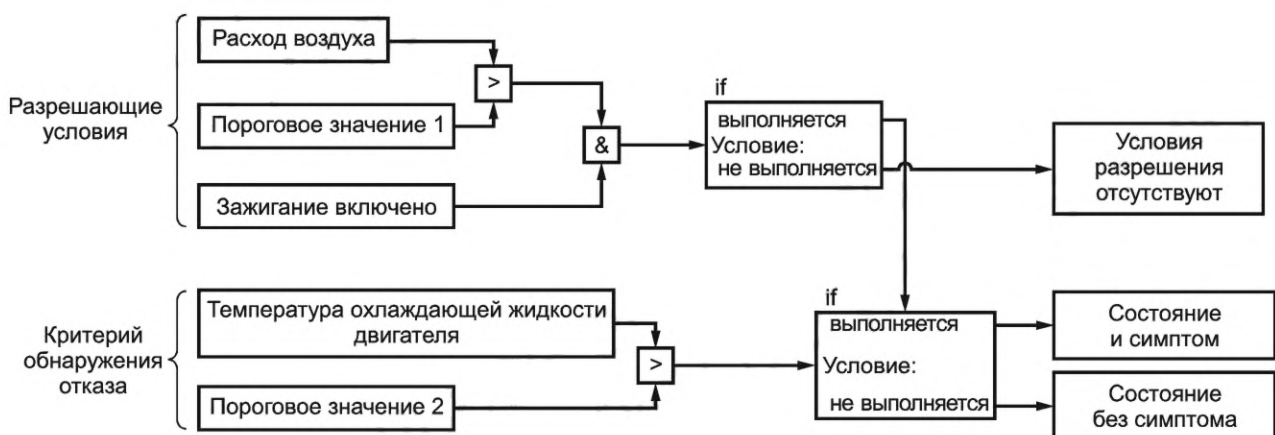 Разрешающие
условия
Расход воздуха
>
Пороговое значение 1
&
Зажигание включено
if
выполняется
Условие:
не выполняется
Условия
разрешения
отсутствуют
Критерий
обнаружения
отказа
Температура охлаждающей жидкости
двигателя
>
Пороговое значение 2
if
выполняется
Условие:
не выполняется
Состояние
и симптом
Состояние
без симптома